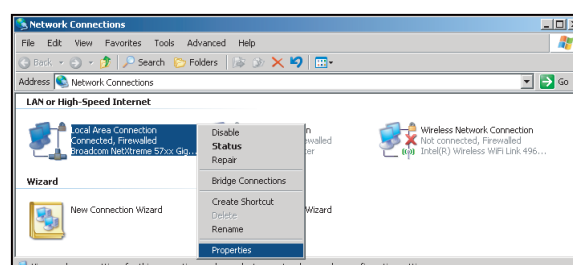 Network Connections
File Edit View Favorites Tools Advanced Help
Back Search Folders
Address Network Connections Go
LAN or High-Speed Internet
Local Area Connection
Connected, Firewalled
Broadcom NetXtreme 57xx Gig...
Disable
Status
Repair
Bridge Connections
Create Shortcut
Delete
Rename
Properties
Wireless Network Connection
Not connected, Firewalled
Intel(R) Wireless WiFi Link 496...
Wizard
New Connection Wizard
Wizard